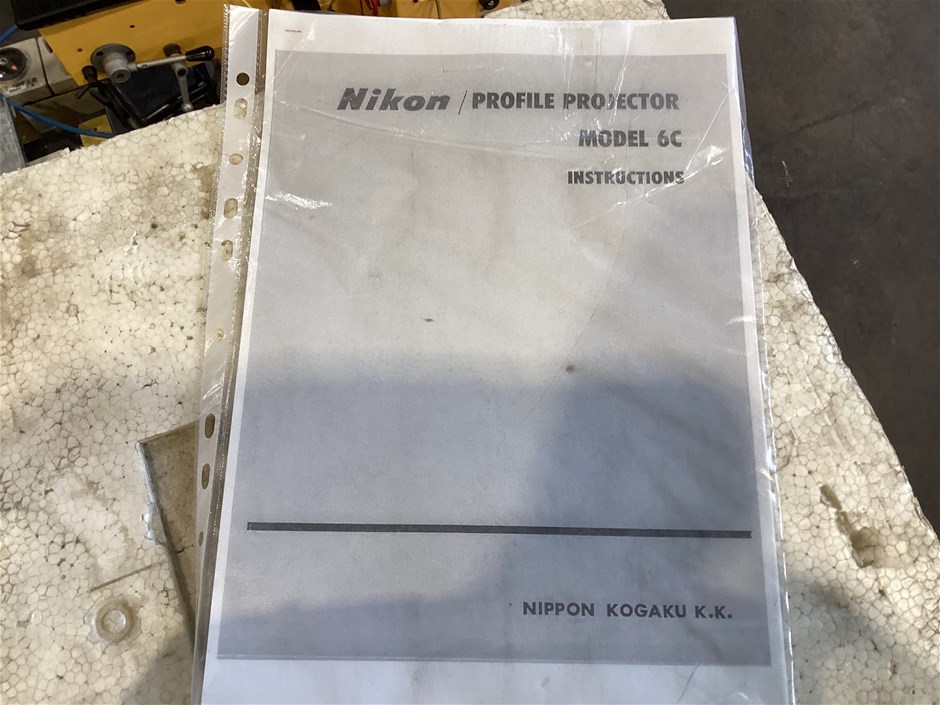 Nikon / PROFILE PROJECTOR
MODEL 6C
INSTRUCTIONS
NIPPON KOGAKU K.K.